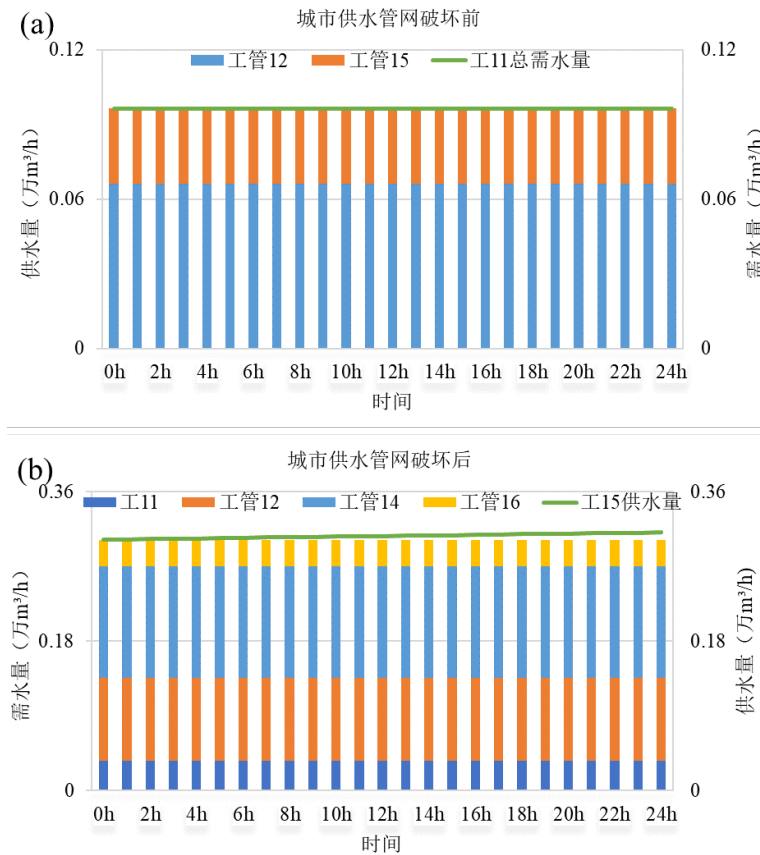 (a)
城市供水管网破坏前
0.12
0.12
工管12 工管15 工11总需水量
供水量（万m³/h）
0.06
0.06
需水量（万m³/h）
0
0
0h 2h 4h 6h 8h 10h 12h 14h 16h 18h 20h 22h 24h
时间
(b)
城市供水管网破坏后
0.36
0.36
工11 工管12 工管14 工管16 工15供水量
需水量（万m³/h）
0.18
0.18
供水量（万m³/h）
0
0
0h 2h 4h 6h 8h 10h 12h 14h 16h 18h 20h 22h 24h
时间